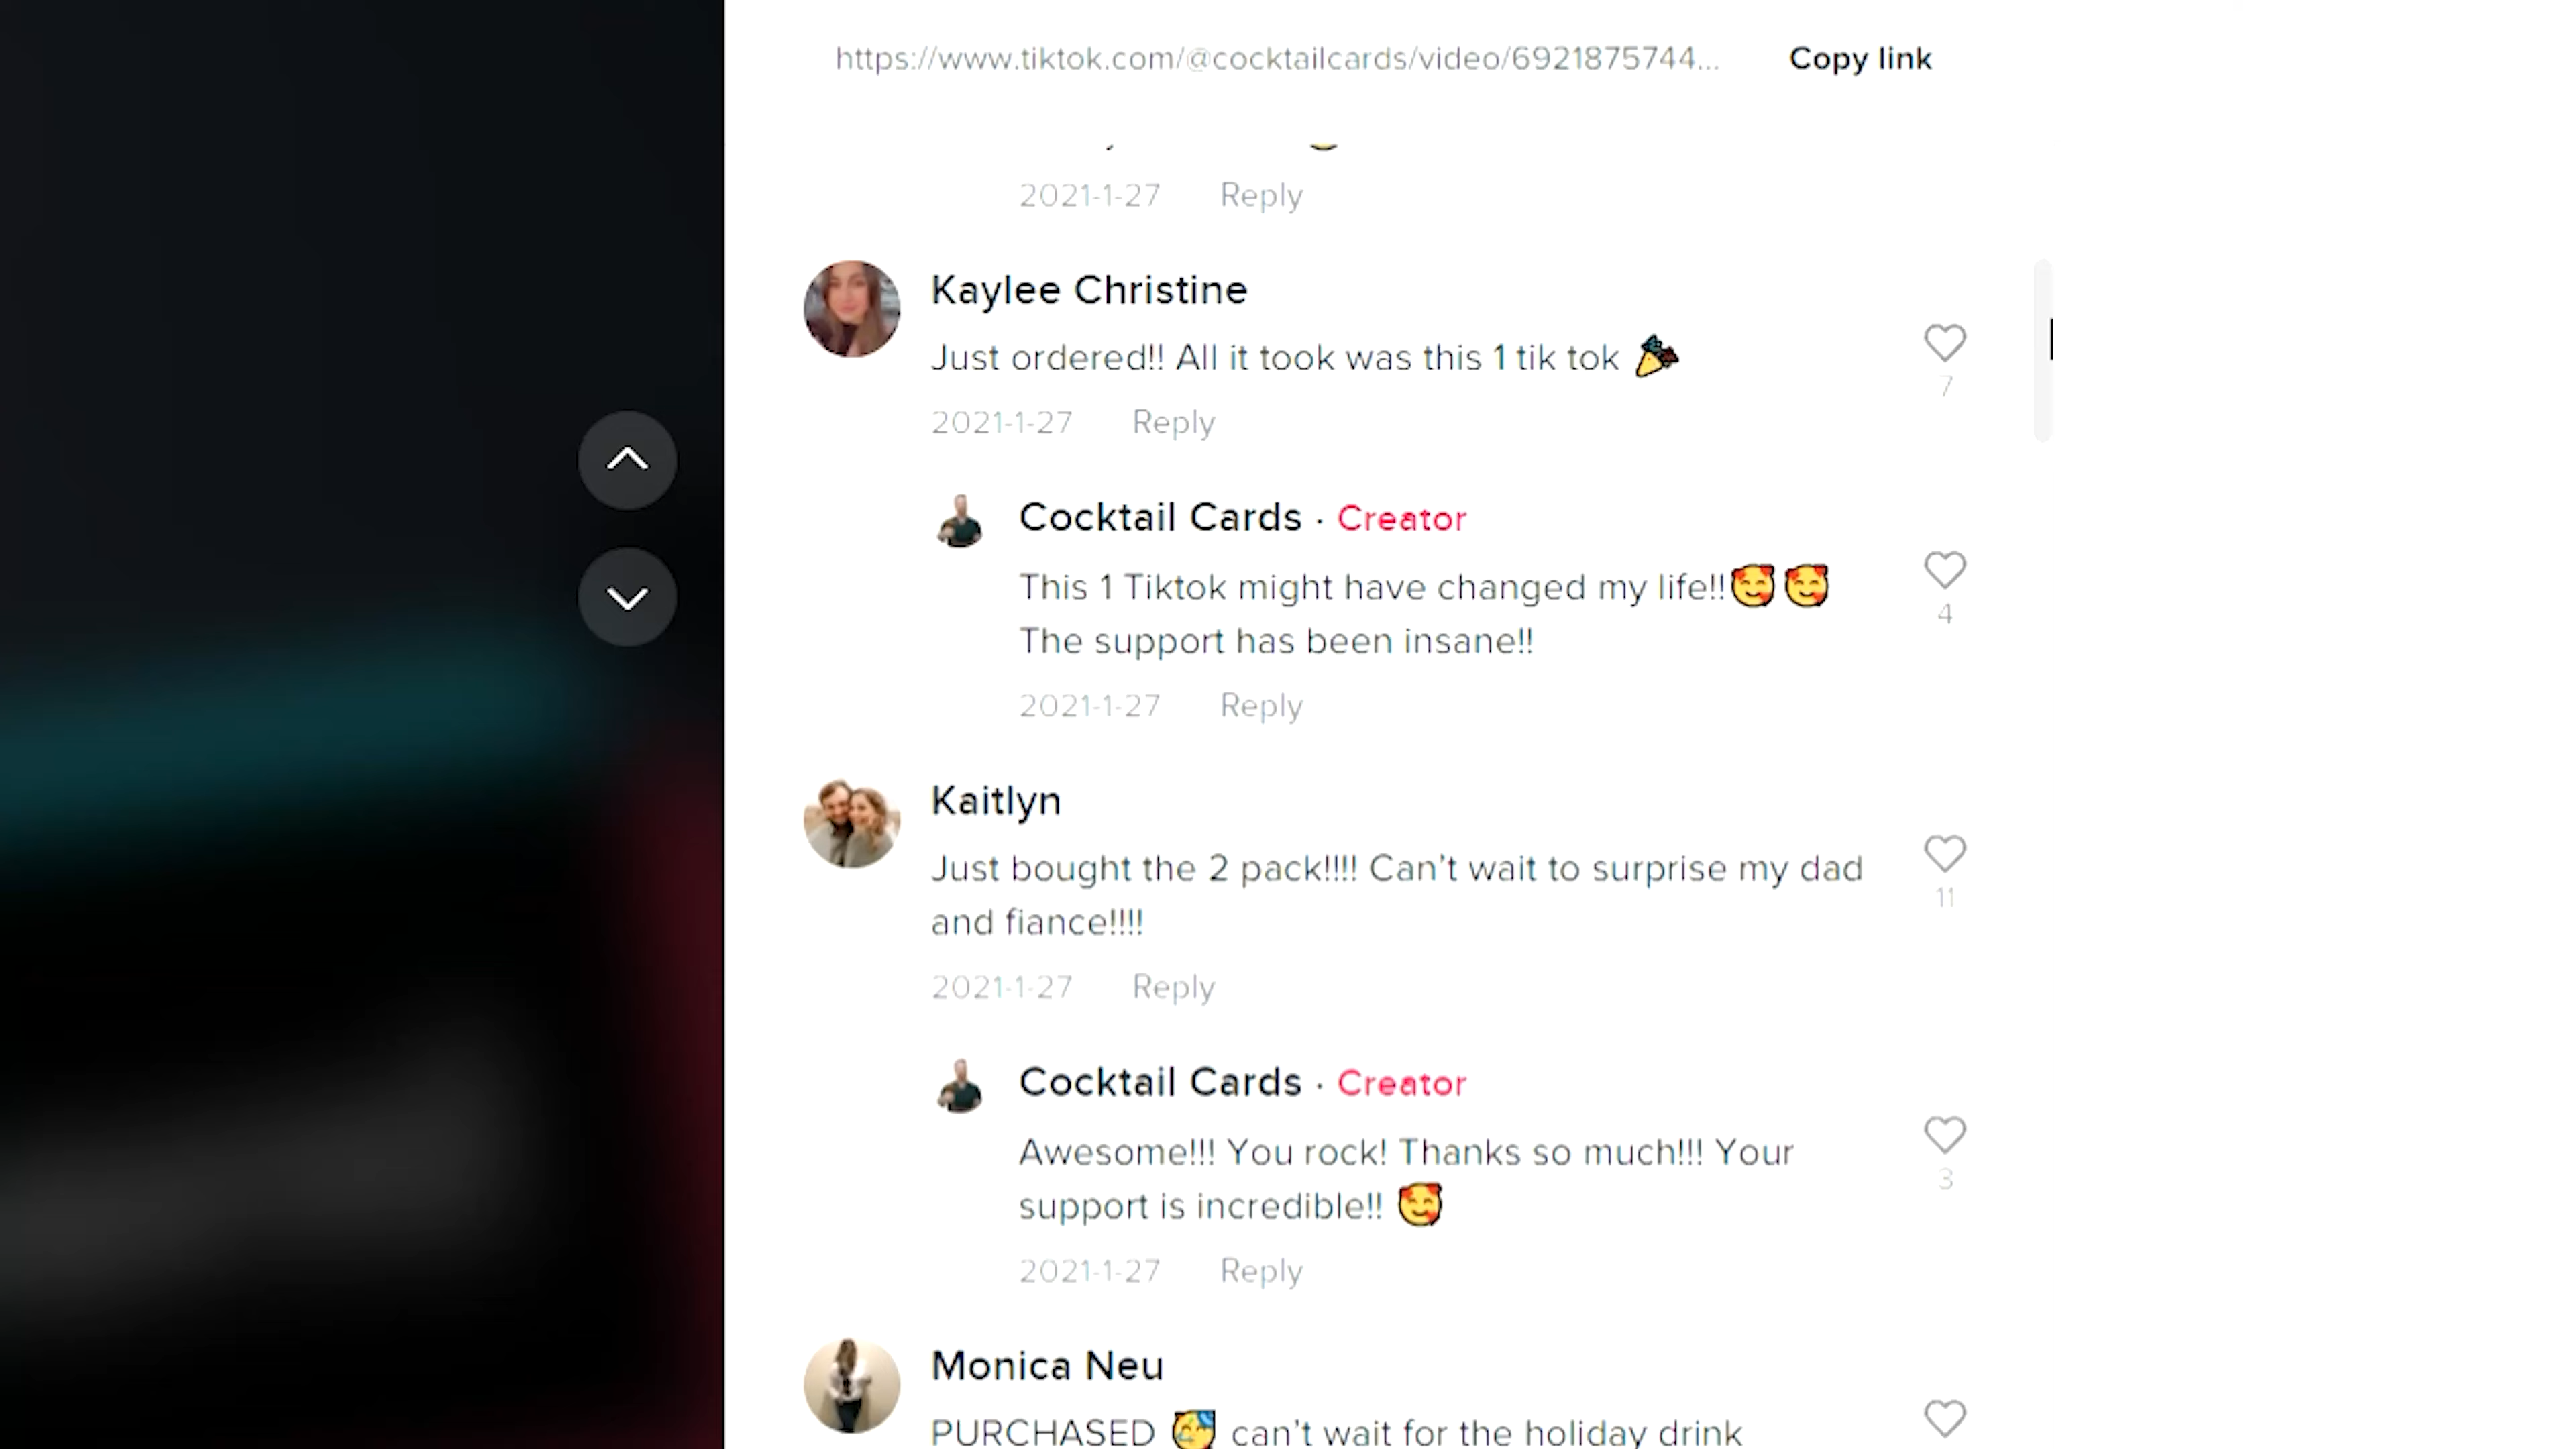 https://www.tiktok.com/@cocktailcards/video/6921875744... Copy link
2021-1-27 Reply
Kaylee Christine
Just ordered!! All it took was this 1 tik tok 🎉
7
2021-1-27 Reply
Cocktail Cards · Creator
This 1 Tiktok might have changed my life!!🥰🥰
The support has been insane!!
4
2021-1-27 Reply
Kaitlyn
Just bought the 2 pack!!!! Can't wait to surprise my dad
and fiance!!!!
11
2021-1-27 Reply
Cocktail Cards · Creator
Awesome!!! You rock! Thanks so much!!! Your
support is incredible!! 🥰
3
2021-1-27 Reply
Monica Neu
PURCHASED 🥳 can't wait for the holiday drink